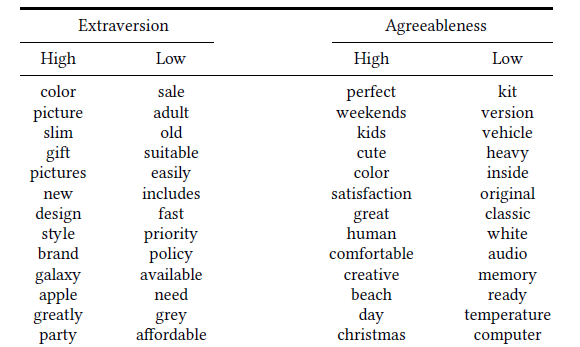 Extraversion Agreeableness
High Low High Low
color sale perfect kit
picture adult weekends version
slim old kids vehicle
gift suitable cute heavy
pictures easily color inside
new includes satisfaction original
design fast great classic
style priority human white
brand policy comfortable audio
galaxy available creative memory
apple need beach ready
greatly grey day temperature
party affordable christmas computer